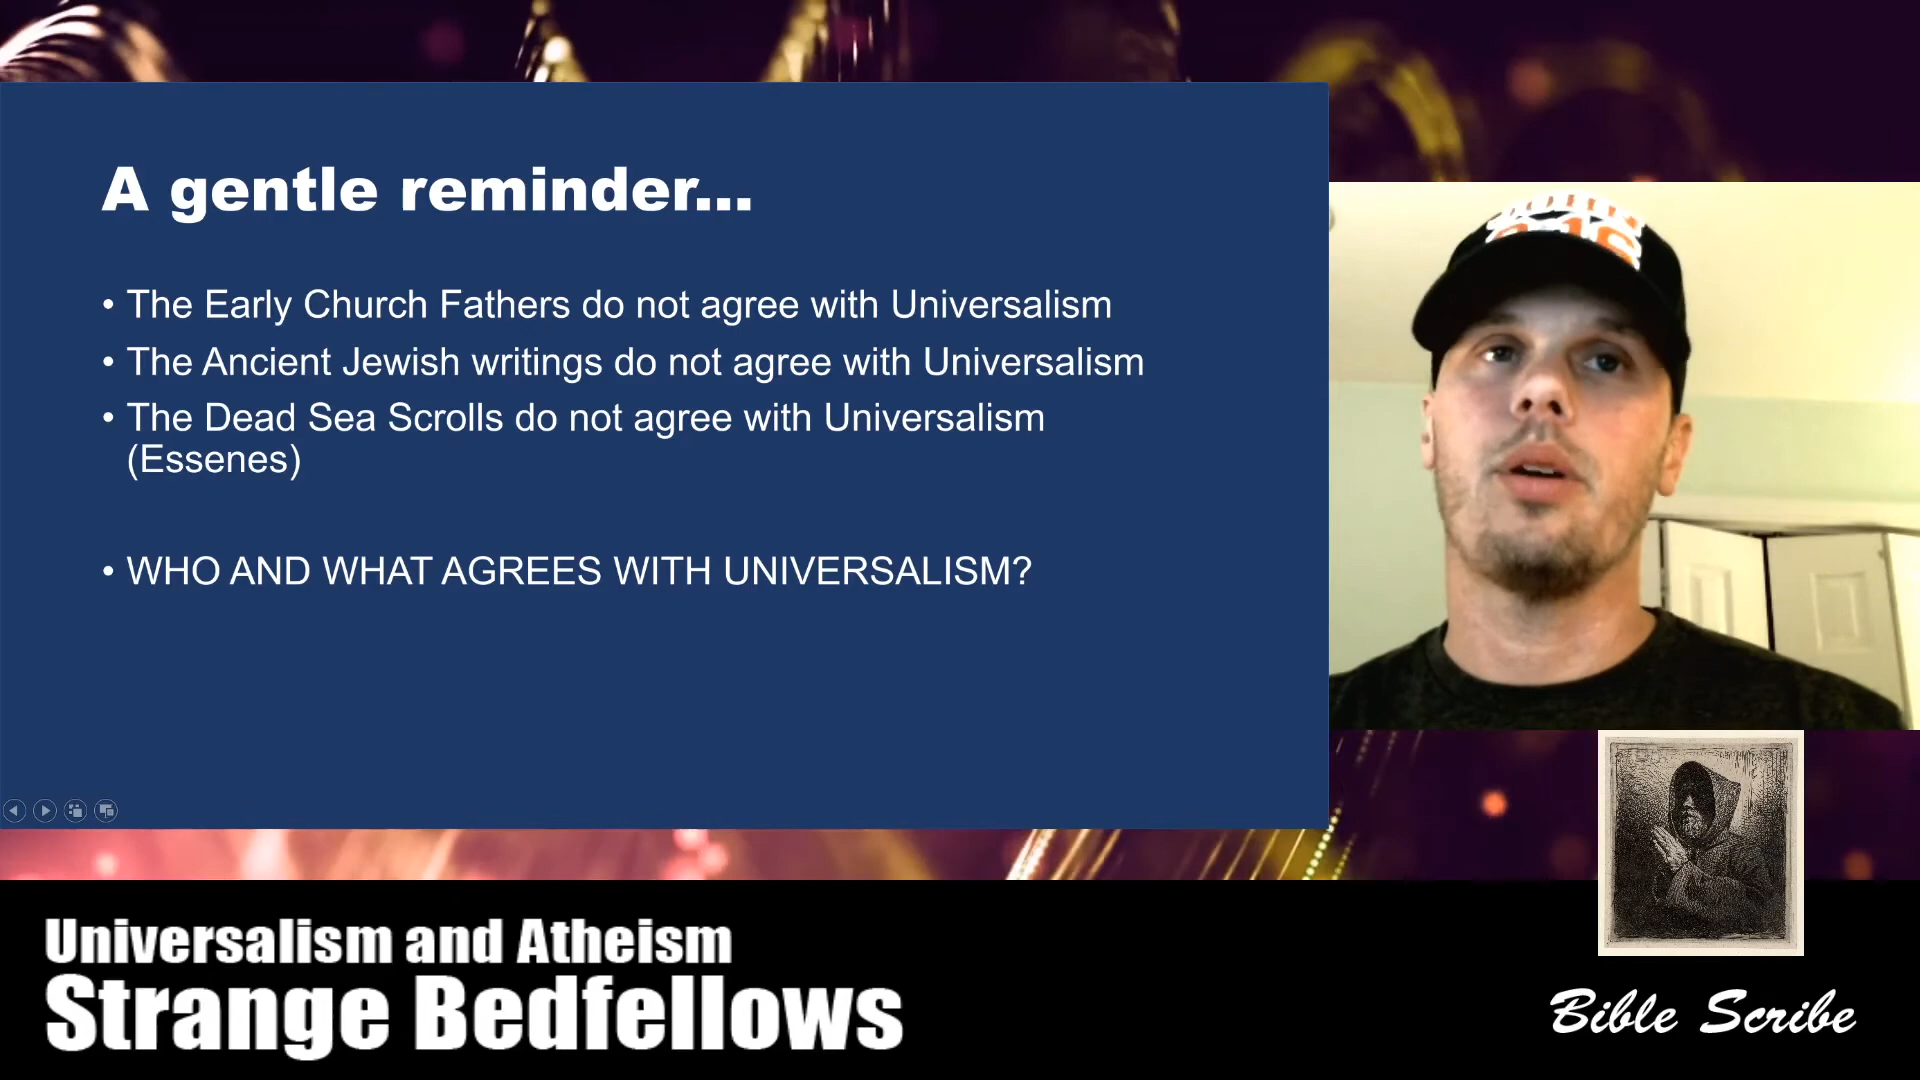 A gentle reminder...
• The Early Church Fathers do not agree with Universalism
• The Ancient Jewish writings do not agree with Universalism
• The Dead Sea Scrolls do not agree with Universalism
(Essenes)
• WHO AND WHAT AGREES WITH UNIVERSALISM?
Universalism and Atheism
Strange Bedfellows
Bible Scribe